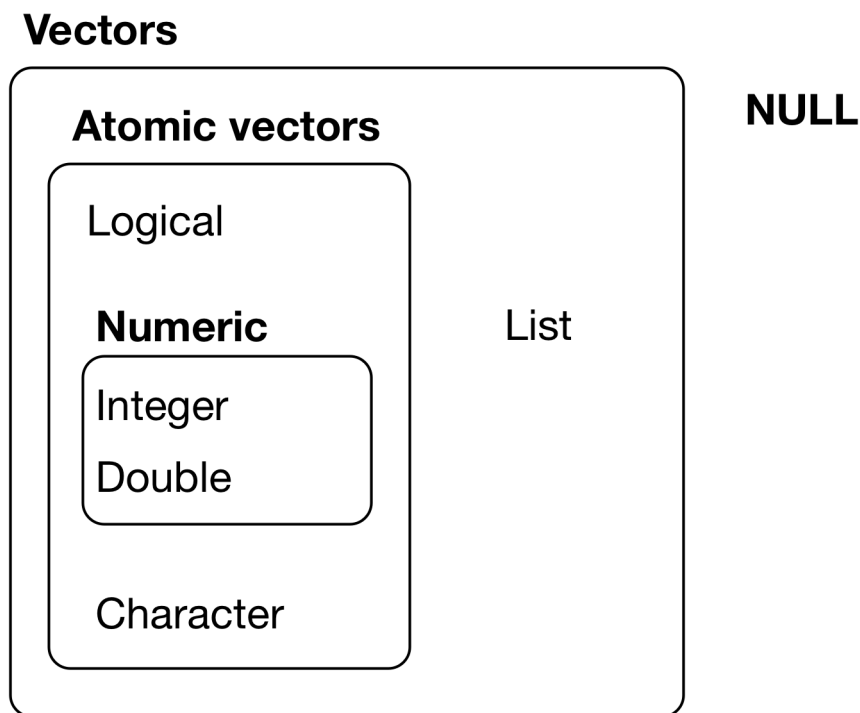 Vectors
NULL
Atomic vectors
Logical
Numeric
List
Integer
Double
Character